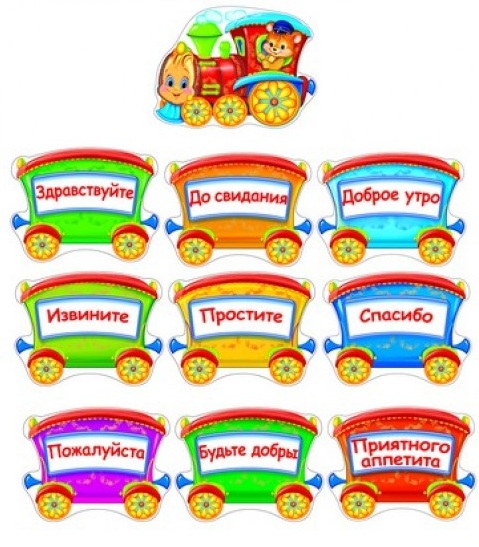 Здравствуйте
До свидания
Доброе утро
Извините
Простите
Спасибо
Пожалуйста
Будьте добры
Приятного
аппетита